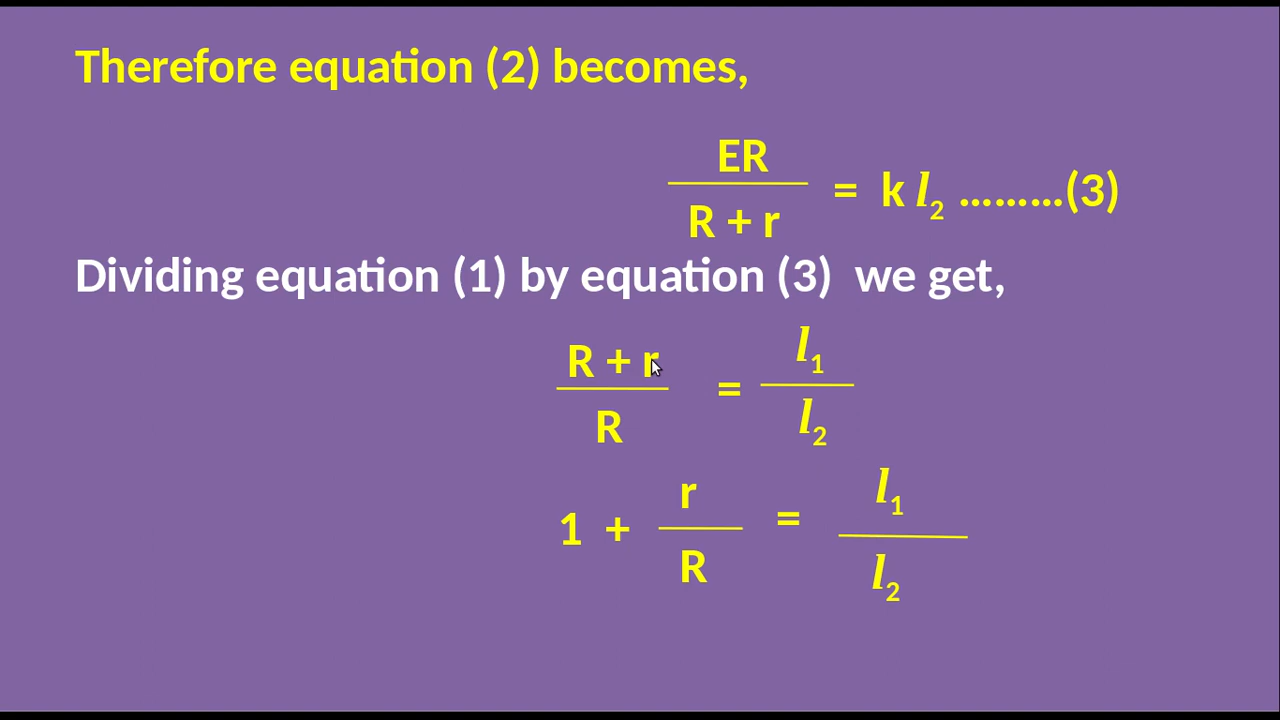 Therefore equation (2) becomes,
ER
R + r
= k l₂ .........(3)
Dividing equation (1) by equation (3) we get,
R + r
R
=
l₁
l₂
1 +
r
R
=
l₁
l₂